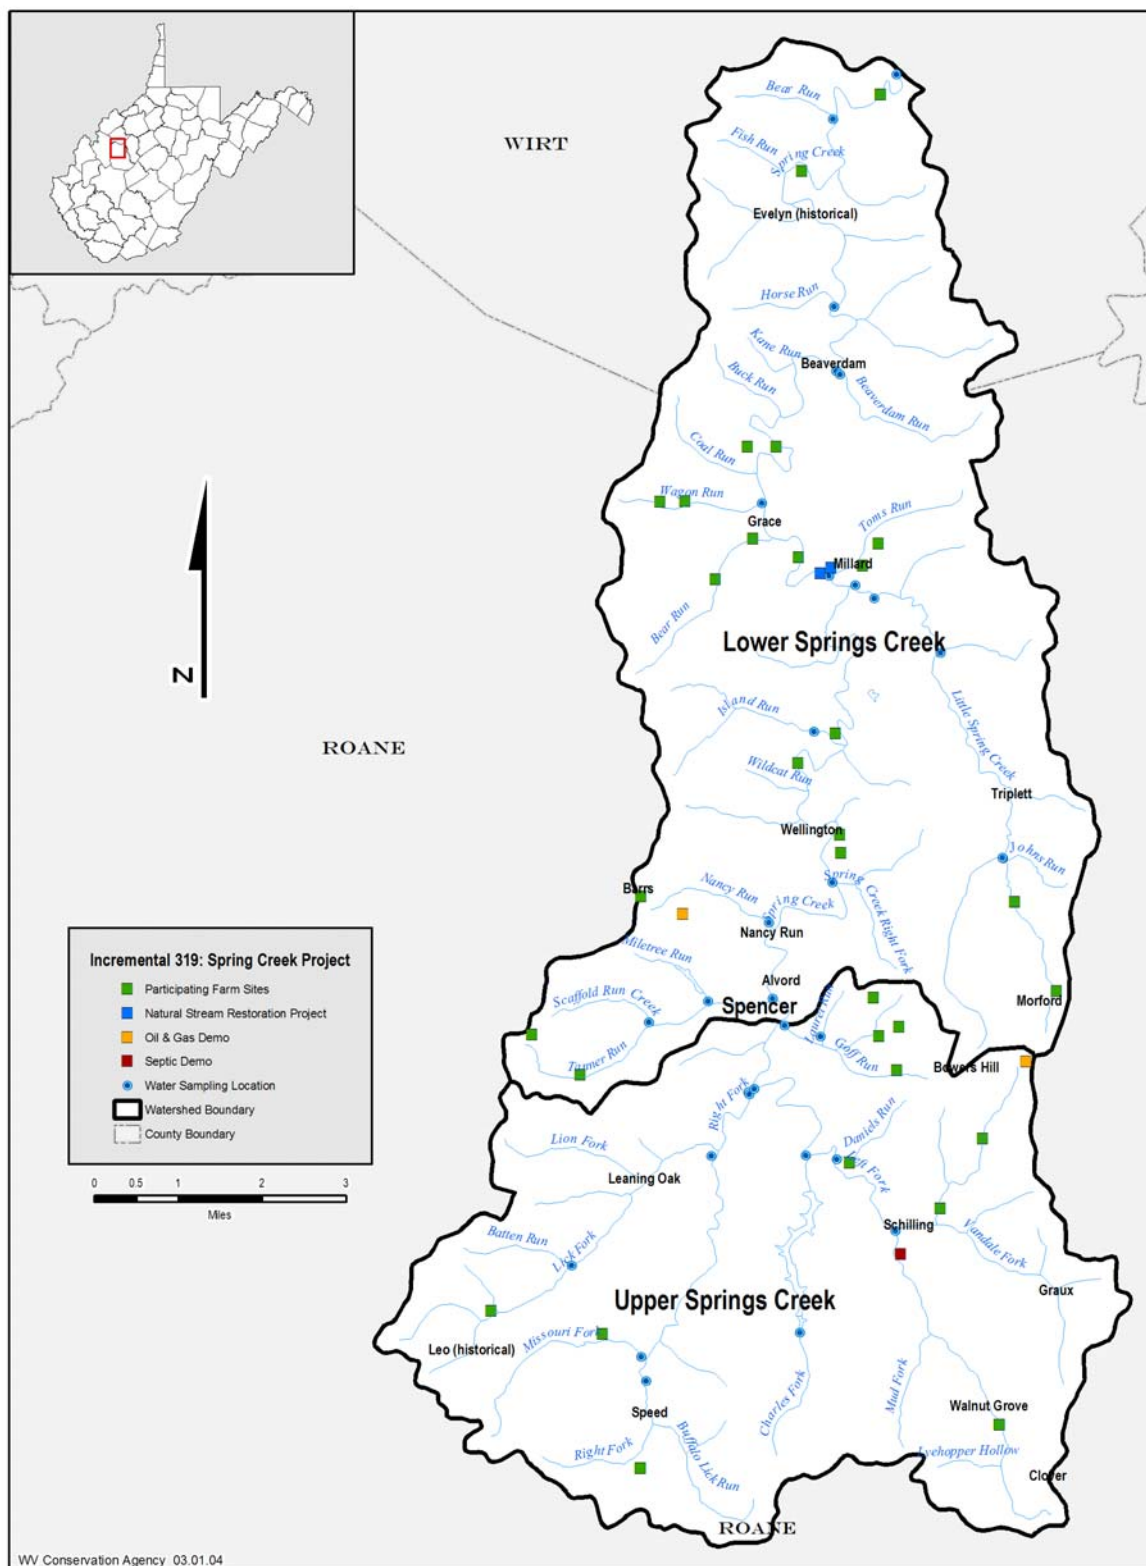 Bear Run
WIRT
Fish Run
Spring Creek
Evelyn (historical)
Horse Run
Kane Run
Beaverdam
Buck Run
Beaverdam Run
Coal Run
Wagon Run
Toms Run
Grace
Millard
Bear Run
Lower Springs Creek
N
Island Run
Little Spring Creek
ROANE
Wildcat Run
Triplett
Wellington
Johns Run
Barrs
Nancy Run
Spring Creek
Spring Creek Right Fork
Nancy Run
Miletree Run
Alvord
Scaffold Run Creek
Spencer
Laurel Run
Morford
Tanner Run
Goff Run
Bowers Hill
Incremental 319: Spring Creek Project
Participating Farm Sites
Natural Stream Restoration Project
Oil & Gas Demo
Septic Demo
Water Sampling Location
Watershed Boundary
County Boundary
0 0.5 1 2 3
Miles
Right Fork
Daniels Run
Lion Fork
Left Fork
Leaning Oak
Schilling
Batten Run
Lick Fork
Vandale Fork
Graux
Upper Springs Creek
Leo (historical)
Missouri Fork
Charles Fork
Mud Fork
Walnut Grove
Speed
Right Fork
Buffalo Lick Run
Lyehopper Hollow
Clover
ROANE
WV Conservation Agency 03.01.04